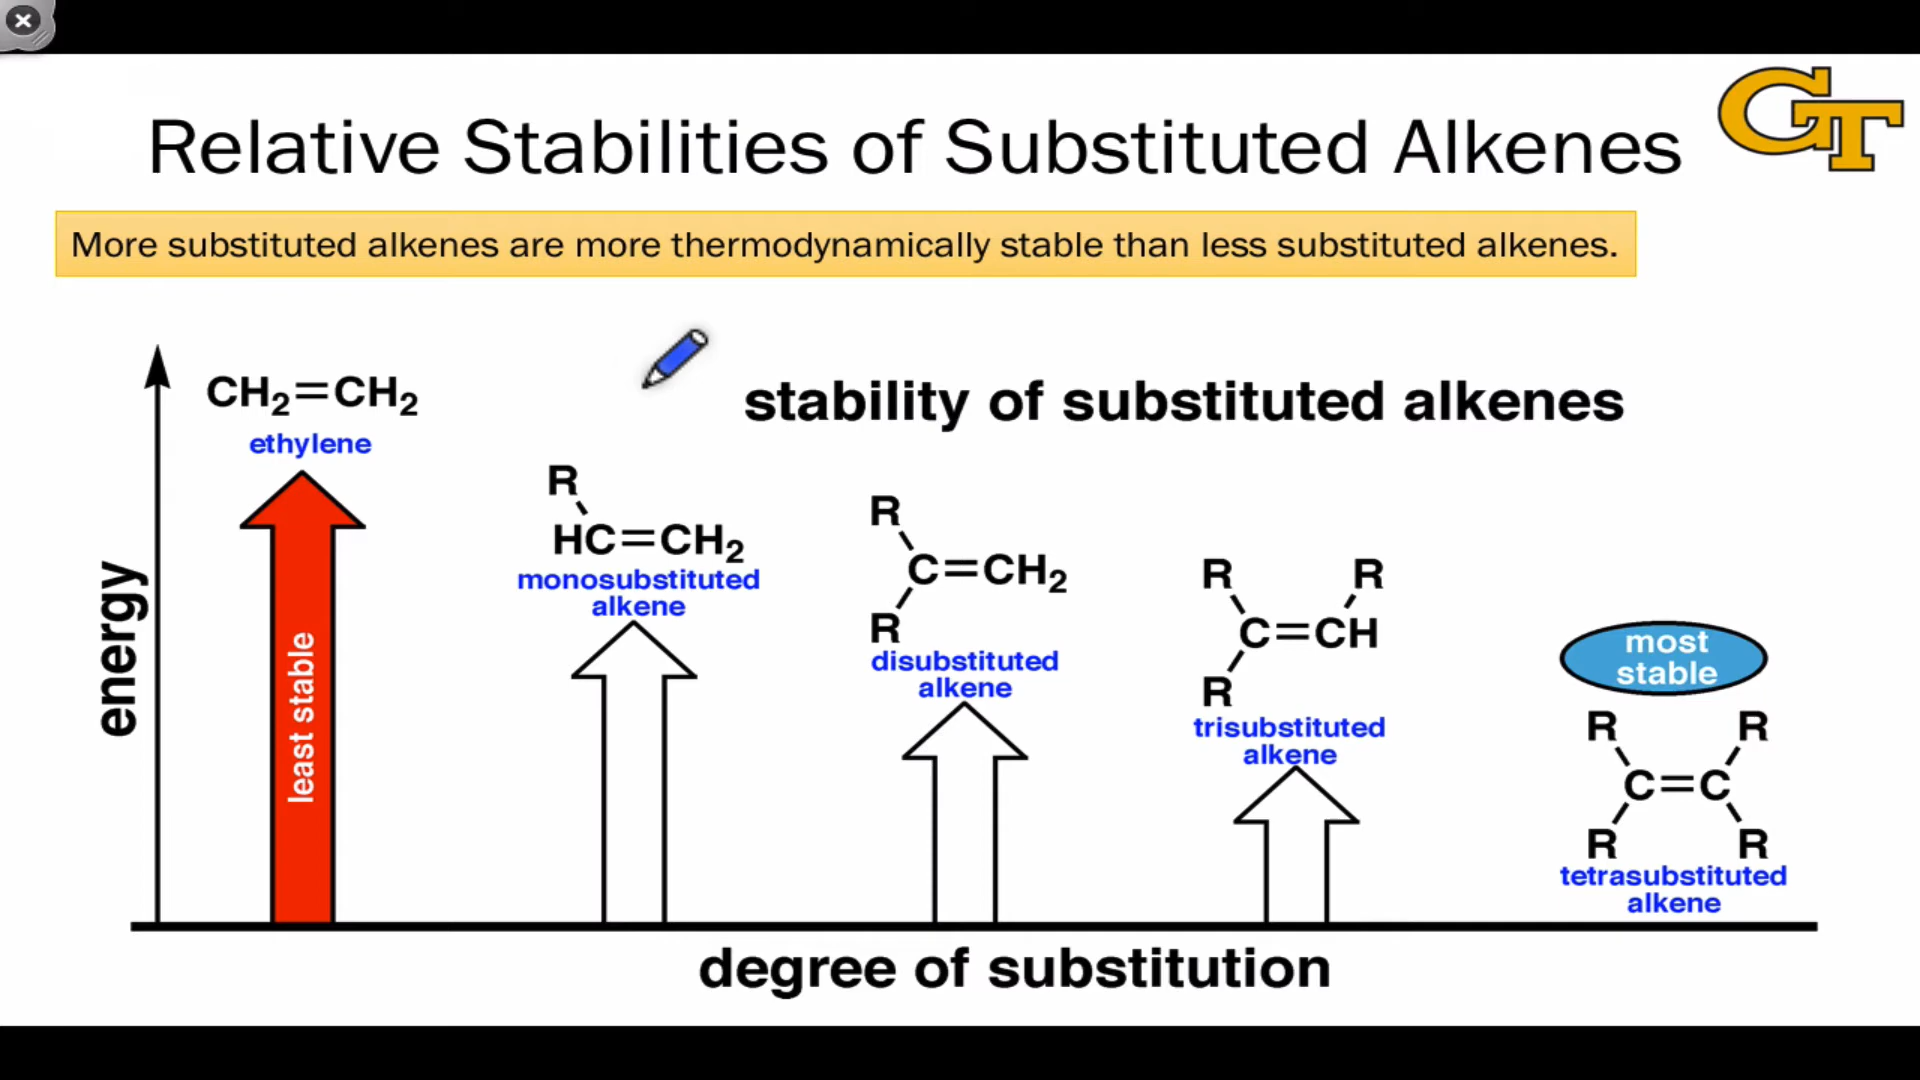 GT
Relative Stabilities of Substituted Alkenes
More substituted alkenes are more thermodynamically stable than less substituted alkenes.
energy
CH₂=CH₂
ethylene
least stable
stability of substituted alkenes
R
HC=CH₂
monosubstituted
alkene
R
C=CH₂
R
disubstituted
alkene
R R
C=CH
R
trisubstituted
alkene
most
stable
R R
C=C
R R
tetrasubstituted
alkene
degree of substitution